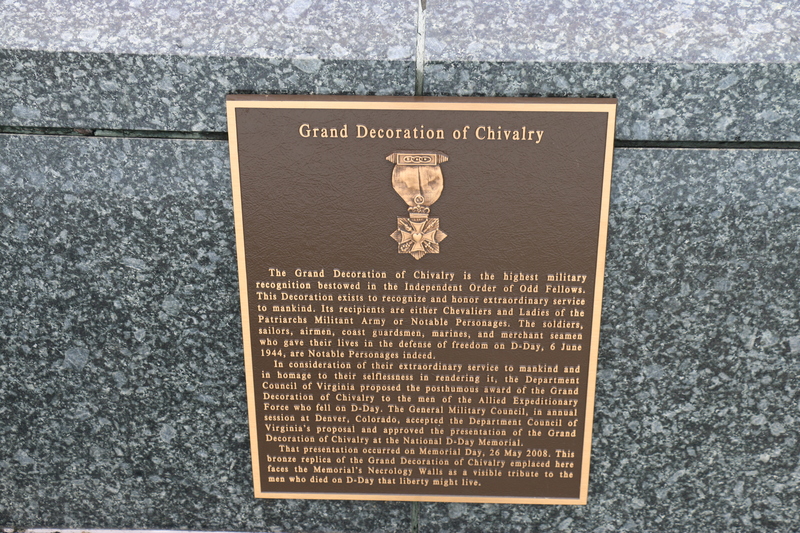 Grand Decoration of Chivalry
The Grand Decoration of Chivalry is the highest military
recognition bestowed in the Independent Order of Odd Fellows.
This Decoration exists to recognize and honor extraordinary service
to mankind. Its recipients are either Chevaliers and Ladies of the
Patriarchs Militant Army or Notable Personages. The soldiers,
sailors, airmen, coast guardsmen, marines, and merchant seamen
who gave their lives in the defense of freedom on D-Day, 6 June
1944, are Notable Personages indeed.
In consideration of their extraordinary service to mankind and
in homage to their selflessness in rendering it, the Department
Council of Virginia proposed the posthumous award of the Grand
Decoration of Chivalry to the men of the Allied Expeditionary
Force who fell on D-Day. The General Military Council, in annual
session at Denver, Colorado, accepted the Department Council of
Virginia's proposal and approved the presentation of the Grand
Decoration of Chivalry at the National D-Day Memorial.
That presentation occurred on Memorial Day, 26 May 2008. This
bronze replica of the Grand Decoration of Chivalry emplaced here
faces the Memorial's Necrology Walls as a visible tribute to the
men who died on D-Day that liberty might live.